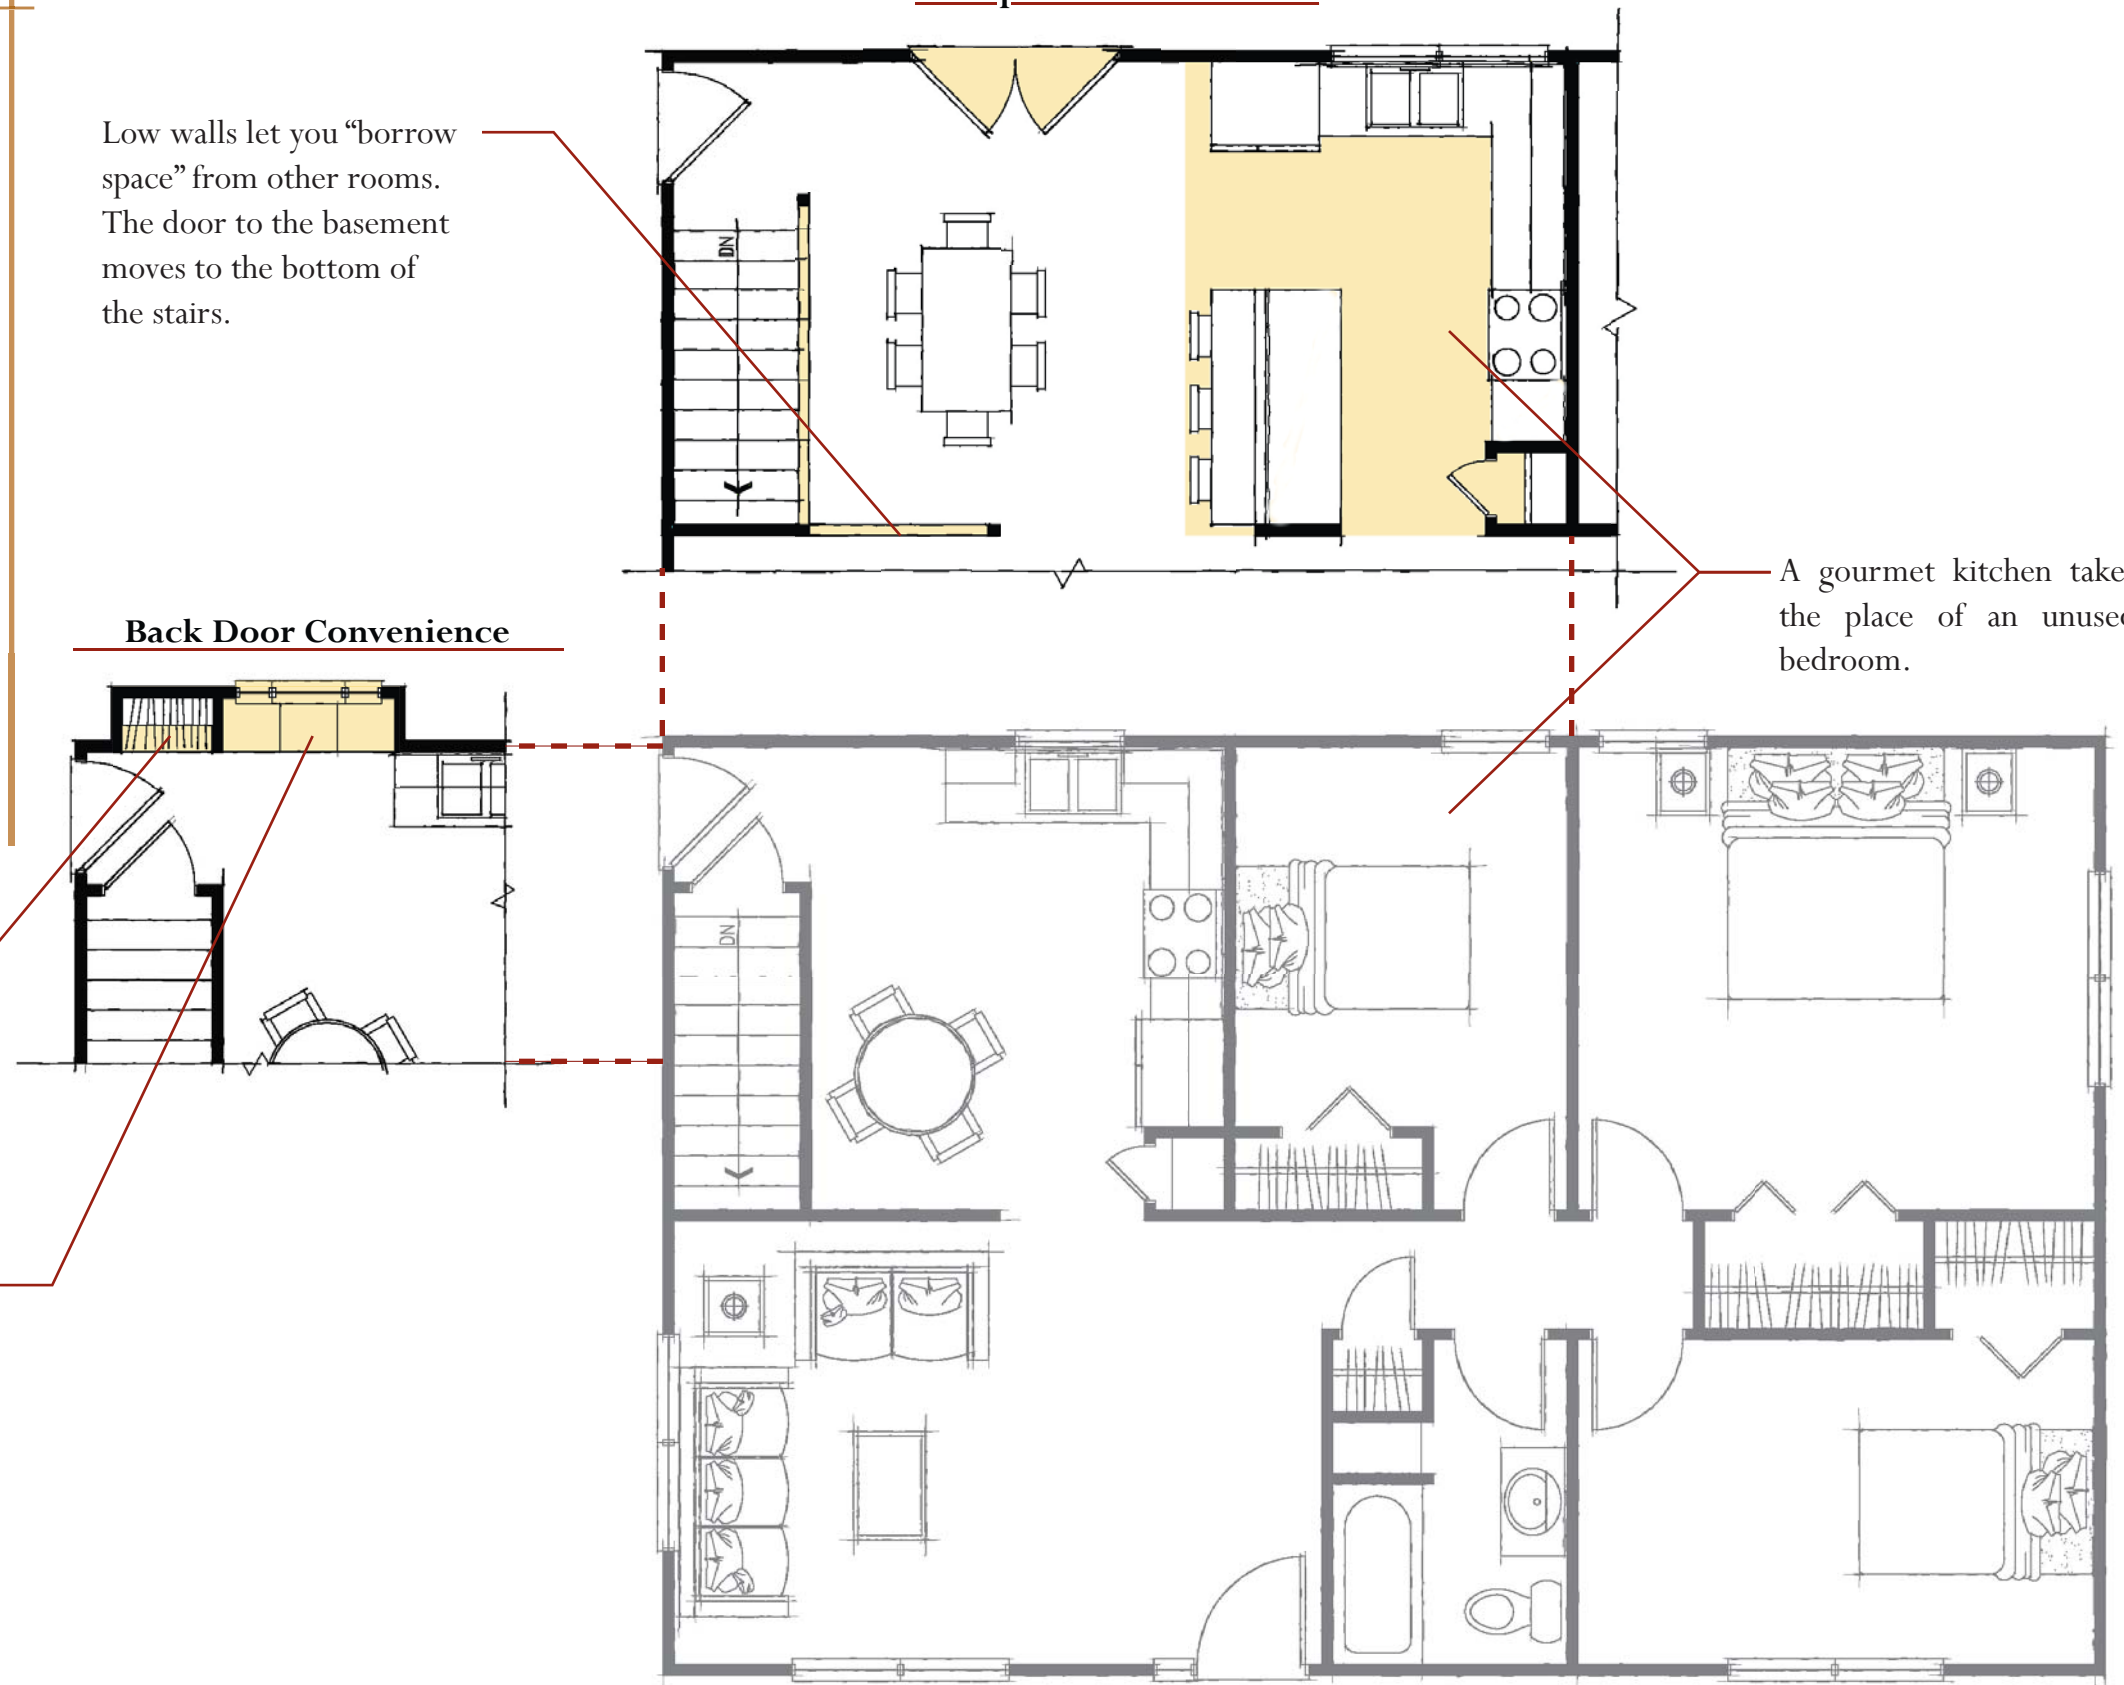 Low walls let you “borrow
space” from other rooms.
The door to the basement
moves to the bottom of
the stairs.
DN
A gourmet kitchen take
the place of an unused
bedroom.
Back Door Convenience
DN